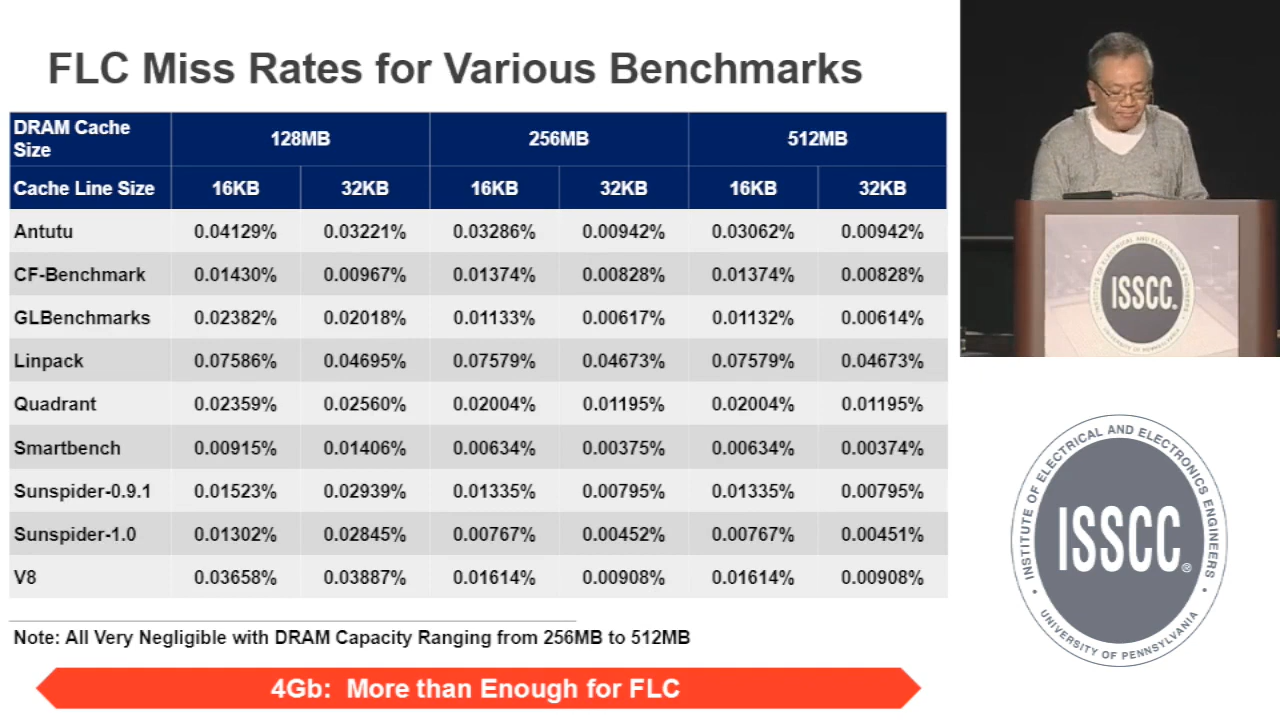 FLC Miss Rates for Various Benchmarks
DRAM Cache Size 128MB 256MB 512MB
Cache Line Size 16KB 32KB 16KB 32KB 16KB 32KB
Antutu 0.04129% 0.03221% 0.03286% 0.00942% 0.03062% 0.00942%
CF-Benchmark 0.01430% 0.00967% 0.01374% 0.00828% 0.01374% 0.00828%
GLBenchmarks 0.02382% 0.02018% 0.01133% 0.00617% 0.01132% 0.00614%
Linpack 0.07586% 0.04695% 0.07579% 0.04673% 0.07579% 0.04673%
Quadrant 0.02359% 0.02560% 0.02004% 0.01195% 0.02004% 0.01195%
Smartbench 0.00915% 0.01406% 0.00634% 0.00375% 0.00634% 0.00374%
Sunspider-0.9.1 0.01523% 0.02939% 0.01335% 0.00795% 0.01335% 0.00795%
Sunspider-1.0 0.01302% 0.02845% 0.00767% 0.00452% 0.00767% 0.00451%
V8 0.03658% 0.03887% 0.01614% 0.00908% 0.01614% 0.00908%
Note: All Very Negligible with DRAM Capacity Ranging from 256MB to 512MB
4Gb: More than Enough for FLC
INSTITUTE OF ELECTRICAL AND ELECTRONICS ENGINEERS
ISSCC.
UNIVERSITY OF PENNSYLVANIA
INSTITUTE OF ELECTRICAL AND ELECTRONICS ENGINEERS
ISSCC®
UNIVERSITY OF PENNSYLVANIA